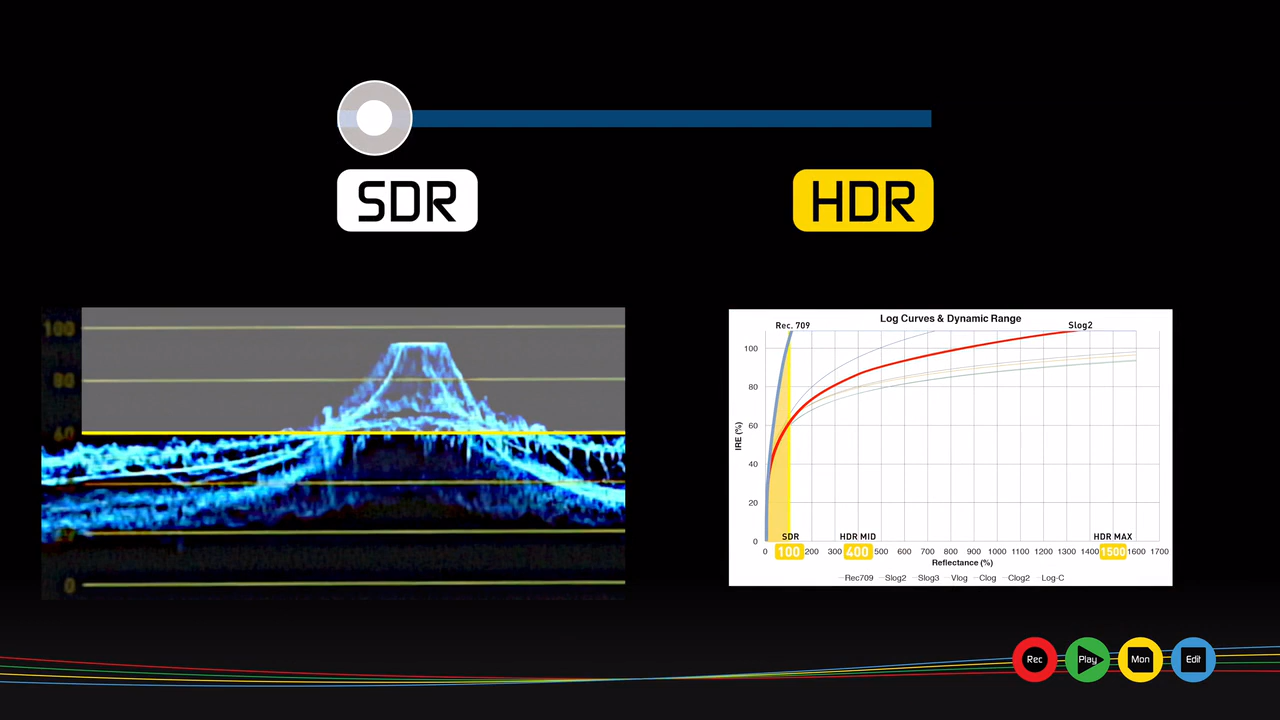 SDR
HDR
100
80
60
0
Log Curves & Dynamic Range
Rec. 709
Slog2
100
80
60
40
20
0
IRE (%)
SDR
HDR MID
HDR MAX
0 100 200 300 400 500 600 700 800 900 1000 1100 1200 1300 1400 1500 1600 1700
Reflectance (%)
Rec709 Slog2 Slog3 Vlog Clog Clog2 Log-C
Rec
Play
Mon
Edit